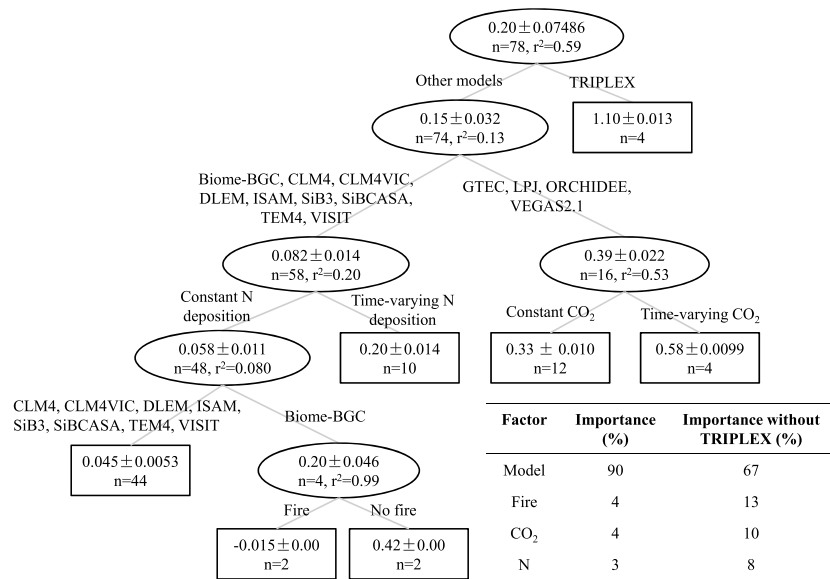 0.20±0.07486
n=78, r²=0.59
Other models
TRIPLEX
0.15±0.032
n=74, r²=0.13
1.10±0.013
n=4
Biome-BGC, CLM4, CLM4VIC,
DLEM, ISAM, SiB3, SiBCASA,
TEM4, VISIT
GTEC, LPJ, ORCHIDEE,
VEGAS2.1
0.082±0.014
n=58, r²=0.20
0.39±0.022
n=16, r²=0.53
Constant N
deposition
Time-varying N
deposition
Constant CO₂
Time-varying CO₂
0.058±0.011
n=48, r²=0.080
0.20±0.014
n=10
0.33 ± 0.010
n=12
0.58±0.0099
n=4
CLM4, CLM4VIC, DLEM, ISAM,
SiB3, SiBCASA, TEM4, VISIT
Biome-BGC
0.045±0.0053
n=44
0.20±0.046
n=4, r²=0.99
Fire
No fire
-0.015±0.00
n=2
0.42±0.00
n=2
Factor Importance (%) Importance without TRIPLEX (%)
Model 90 67
Fire 4 13
CO₂ 4 10
N 3 8